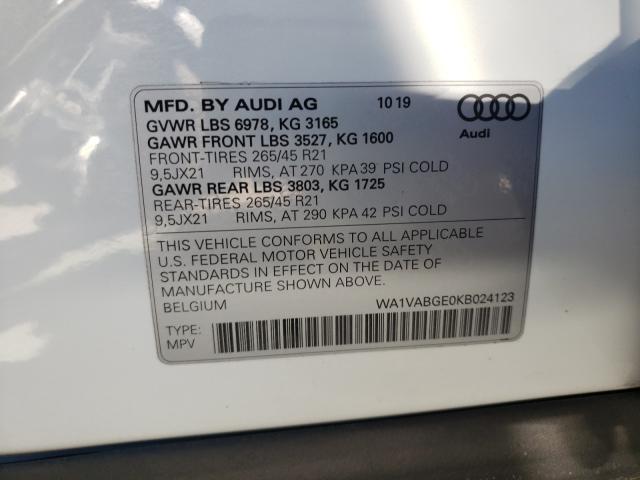 MFD. BY AUDI AG 10 19
GVWR LBS 6978, KG 3165
GAWR FRONT LBS 3527, KG 1600
FRONT-TIRES 265/45 R21
9,5JX21 RIMS, AT 270 KPA 39 PSI COLD
GAWR REAR LBS 3803, KG 1725
REAR-TIRES 265/45 R21
9,5JX21 RIMS, AT 290 KPA 42 PSI COLD
Audi
THIS VEHICLE CONFORMS TO ALL APPLICABLE
U.S. FEDERAL MOTOR VEHICLE SAFETY
STANDARDS IN EFFECT ON THE DATE OF
MANUFACTURE SHOWN ABOVE.
BELGIUM WA1VABGE0KB024123
TYPE:
MPV